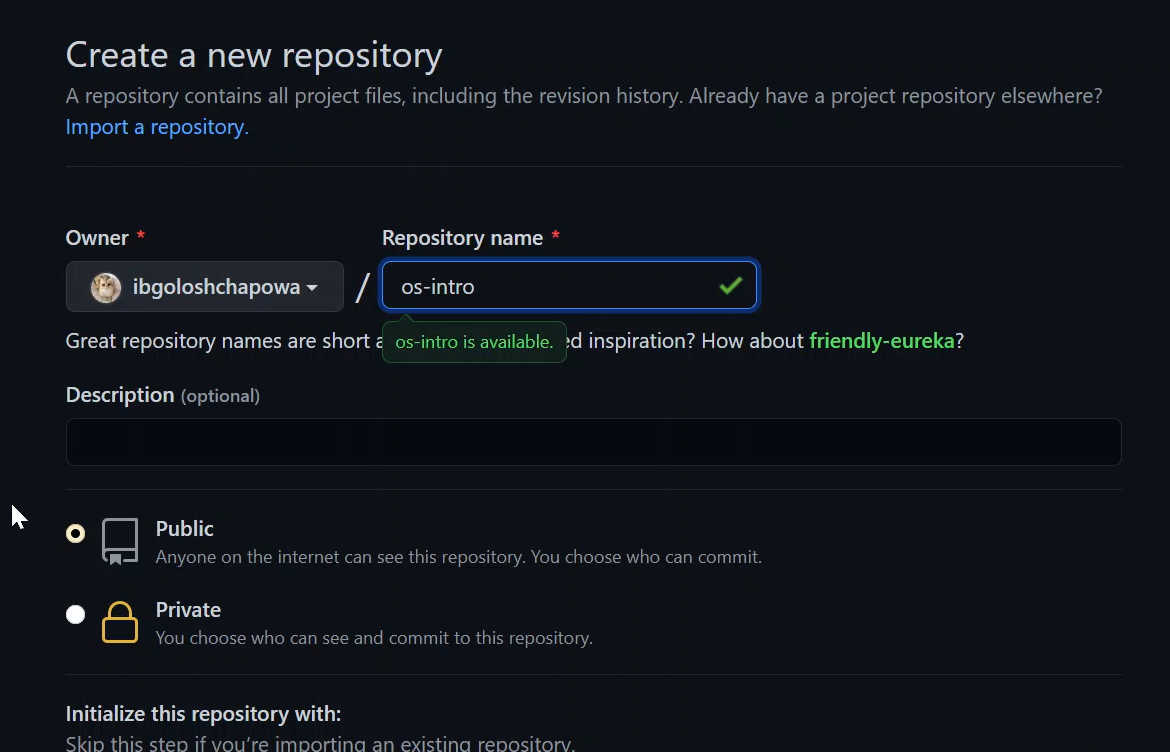 Create a new repository
A repository contains all project files, including the revision history. Already have a project repository elsewhere?
Import a repository.
Owner *
Repository name *
ibgoloshchapowa
/
os-intro
Great repository names are short os-intro is available. inspiration? How about friendly-eureka?
Description (optional)
Public
Anyone on the internet can see this repository. You choose who can commit.
Private
You choose who can see and commit to this repository.
Initialize this repository with:
Skip this step if you're importing an existing repository.